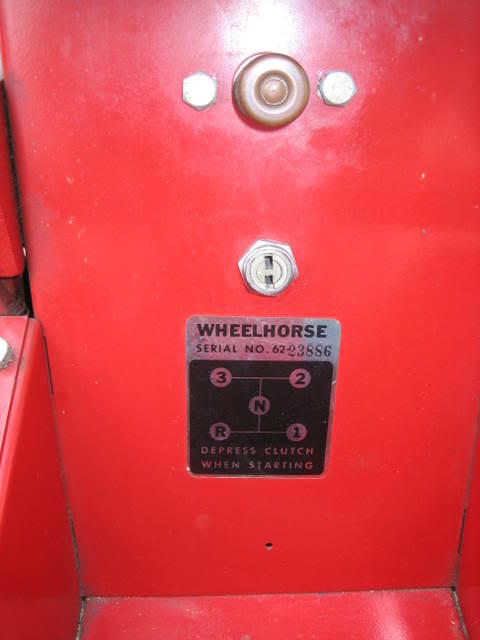 WHEELHORSE
SERIAL NO. 62-23886
3 2
N
R 1
DEPRESS CLUTCH
WHEN STARTING